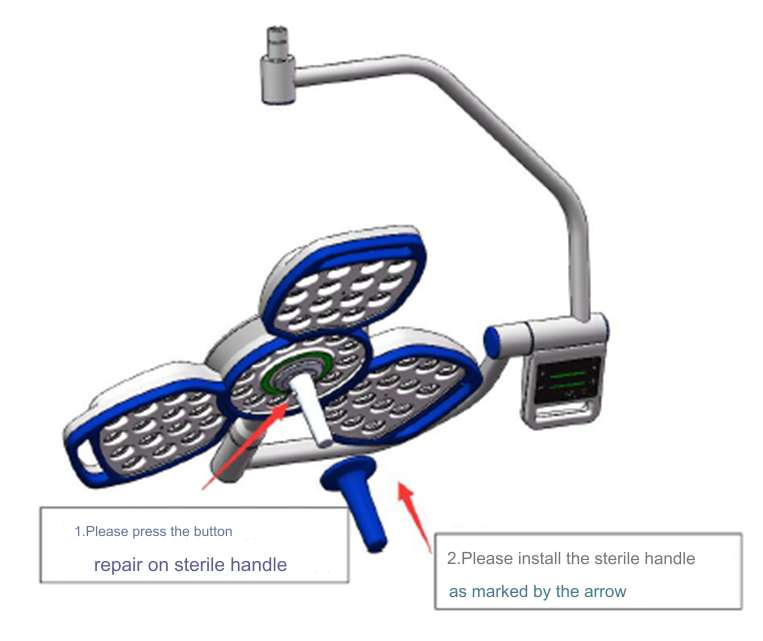 1.Please press the button
repair on sterile handle
2.Please install the sterile handle
as marked by the arrow